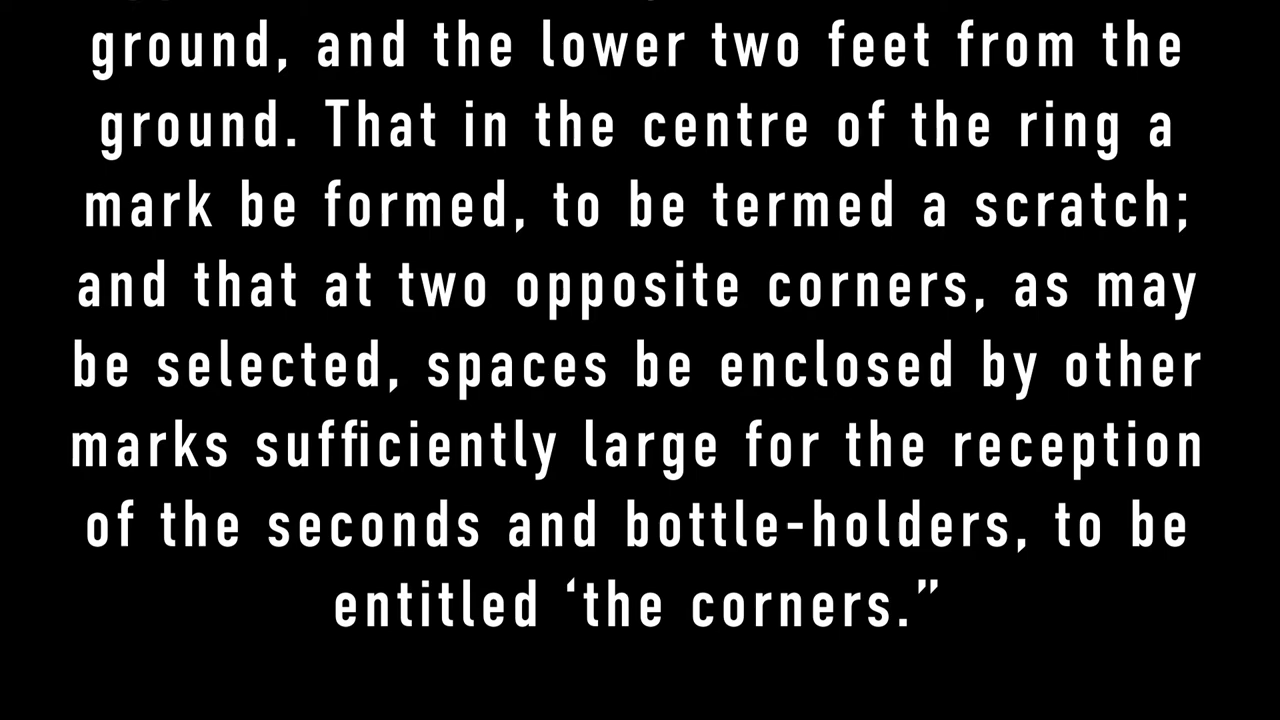 ground, and the lower two feet from the
ground. That in the centre of the ring a
mark be formed, to be termed a scratch;
and that at two opposite corners, as may
be selected, spaces be enclosed by other
marks sufficiently large for the reception
of the seconds and bottle-holders, to be
entitled ‘the corners.”